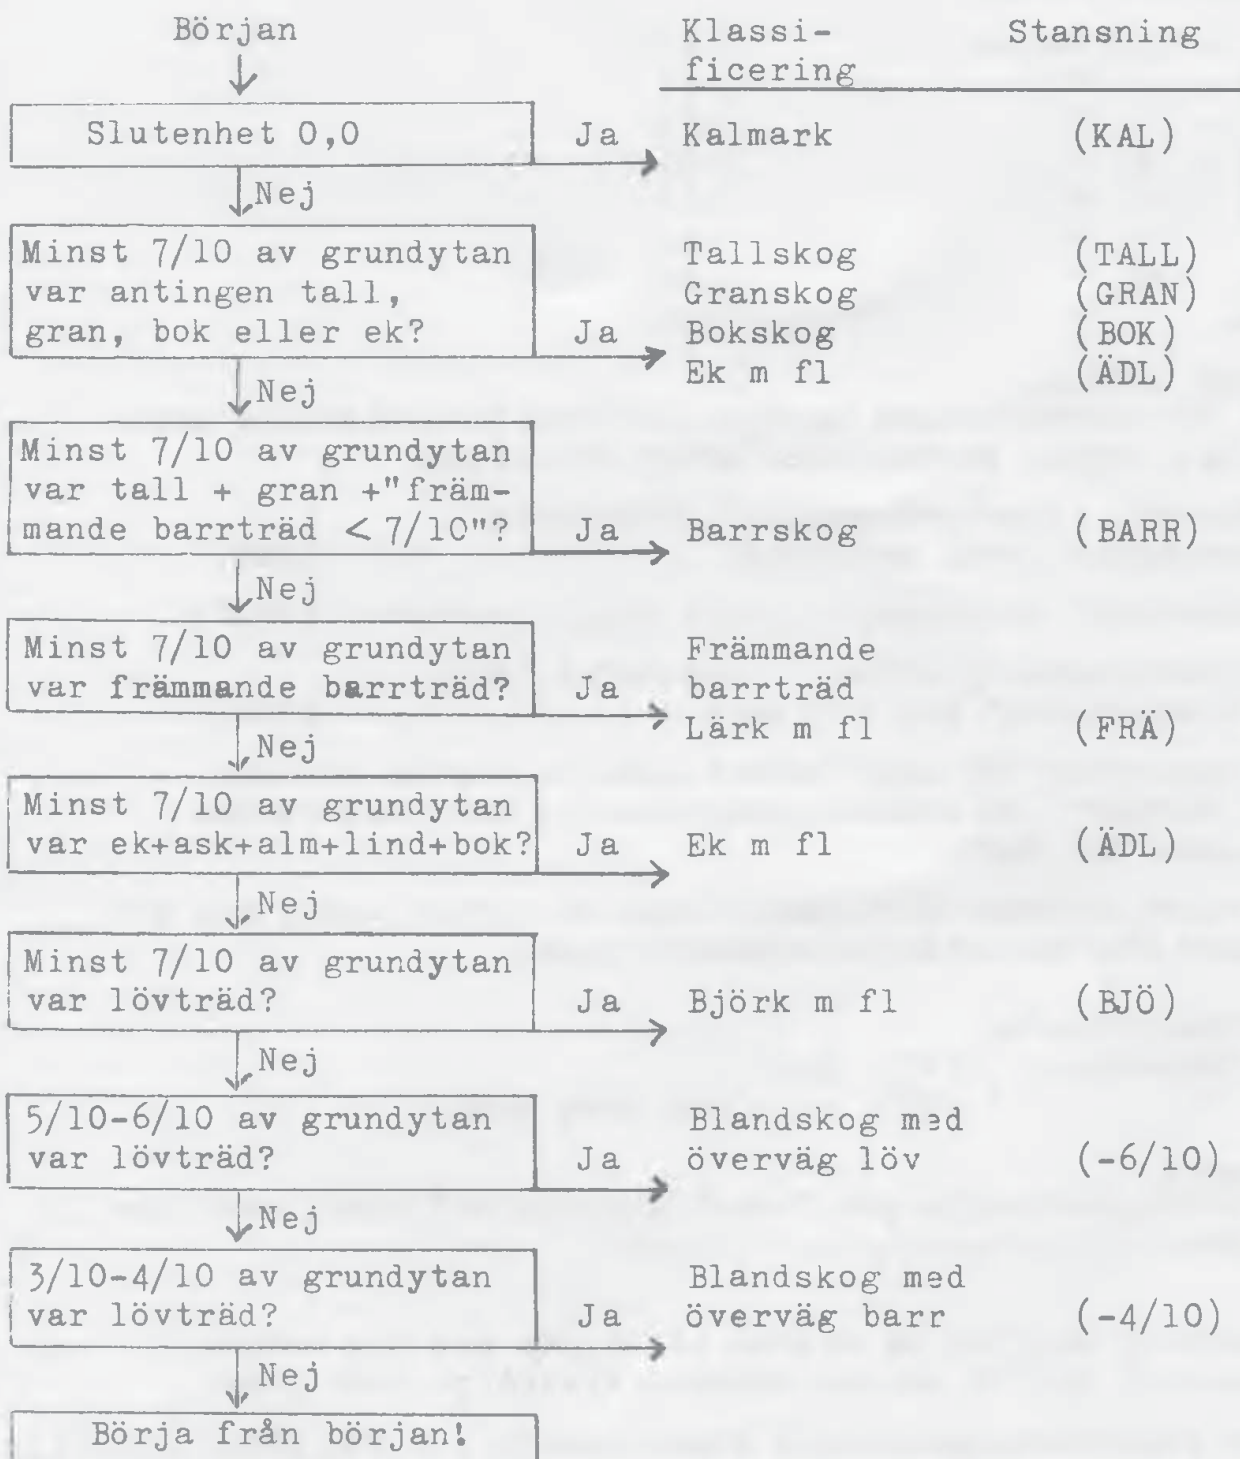 Början
Klassi-
ficering
Stansning
Slutenhet 0,0
Ja
Kalmark
(KAL)
Nej
Minst 7/10 av grundytan
var antingen tall,
gran, bok eller ek?
Ja
Tallskog
(TALL)
Granskog
(GRAN)
Bokskog
(BOK)
Ek m fl
(ÄDL)
Nej
Minst 7/10 av grundytan
var tall + gran +"främ-
mande barrträd < 7/10"?
Ja
Barrskog
(BARR)
Nej
Minst 7/10 av grundytan
var främmande barrträd?
Ja
Främmande
barrträd
Lärk m fl
(FRÄ)
Nej
Minst 7/10 av grundytan
var ek+ask+alm+lind+bok?
Ja
Ek m fl
(ÄDL)
Nej
Minst 7/10 av grundytan
var lövträd?
Ja
Björk m fl
(BJÖ)
Nej
5/10-6/10 av grundytan
var lövträd?
Ja
Blandskog med
överväg löv
(-6/10)
Nej
3/10-4/10 av grundytan
var lövträd?
Ja
Blandskog med
överväg barr
(-4/10)
Nej
Börja från början!